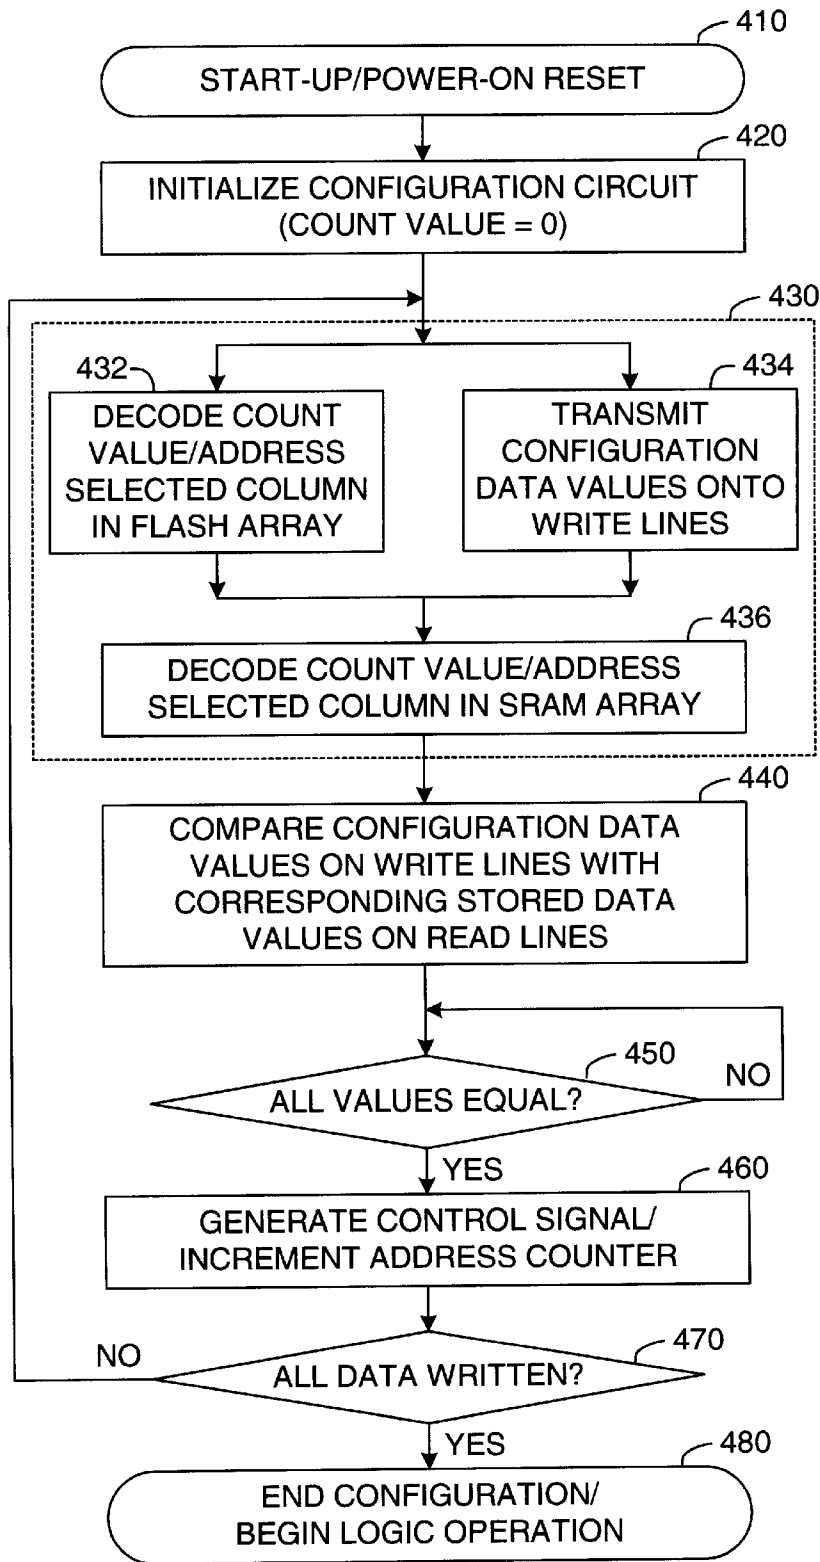 410
START-UP/POWER-ON RESET
420
INITIALIZE CONFIGURATION CIRCUIT
(COUNT VALUE = 0)
430
432
DECODE COUNT
VALUE/ADDRESS
SELECTED COLUMN
IN FLASH ARRAY
434
TRANSMIT
CONFIGURATION
DATA VALUES ONTO
WRITE LINES
436
DECODE COUNT VALUE/ADDRESS
SELECTED COLUMN IN SRAM ARRAY
440
COMPARE CONFIGURATION DATA
VALUES ON WRITE LINES WITH
CORRESPONDING STORED DATA
VALUES ON READ LINES
450
ALL VALUES EQUAL?
NO
YES
460
GENERATE CONTROL SIGNAL/
INCREMENT ADDRESS COUNTER
NO
470
ALL DATA WRITTEN?
YES
480
END CONFIGURATION/
BEGIN LOGIC OPERATION